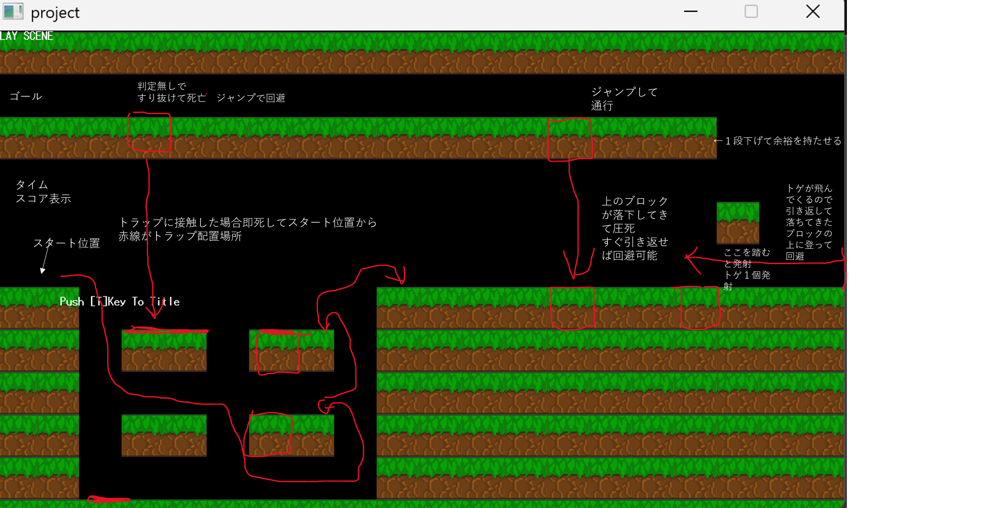 project
LAY SCENE
ゴール
判定無しで
すり抜けて死亡
ジャンプで回避
ジャンプして
通行
←１段下げて余裕を持たせる
タイム
スコア表示
トラップに接触した場合即死してスタート位置から
赤線がトラップ配置場所
スタート位置
上のブロック
が落下してき
て圧死
すぐ引き返せ
ば回避可能
トゲが飛ん
でくるので
引き返して
落ちてきた
ブロックの
上に登って
回避
ここを踏む
と発射
トゲ１個発
射
Push [T]Key To Title